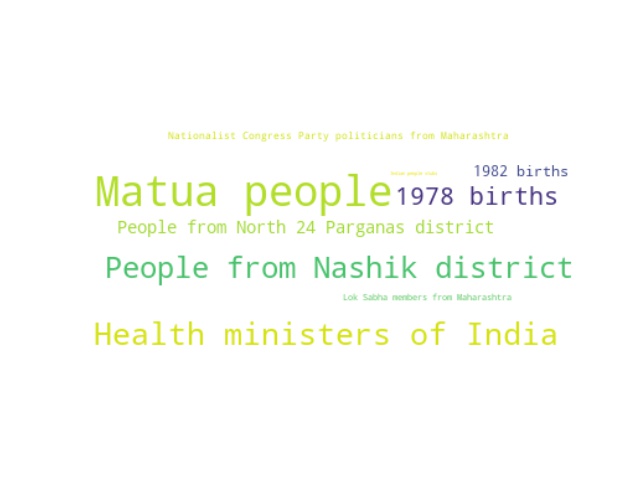 Nationalist Congress Party politicians from Maharashtra
1982 births
Matua people
1978 births
People from North 24 Parganas district
People from Nashik district
Lok Sabha members from Maharashtra
Health ministers of India